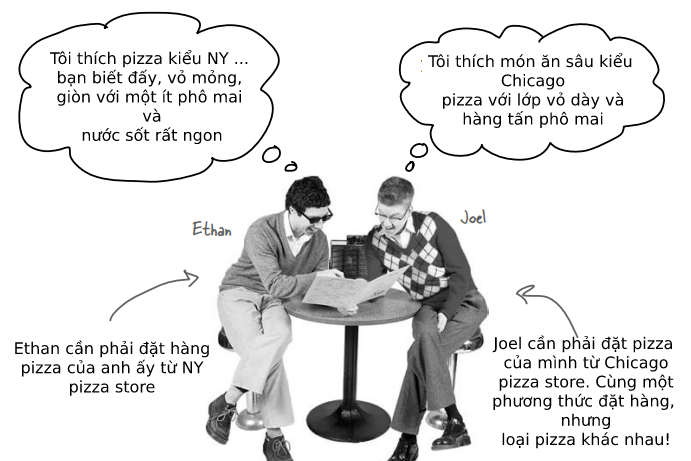 Tôi thích pizza kiểu NY ...
bạn biết đấy, vỏ mỏng,
giòn với một ít phô mai
và
nước sốt rất ngon
Tôi thích món ăn sâu kiểu
Chicago
pizza với lớp vỏ dày và
hàng tấn phô mai
Ethan
Joel
Ethan cần phải đặt hàng
pizza của anh ấy từ NY
pizza store
Joel cần phải đặt pizza
của mình từ Chicago
pizza store. Cùng một
phương thức đặt hàng,
nhưng
loại pizza khác nhau!